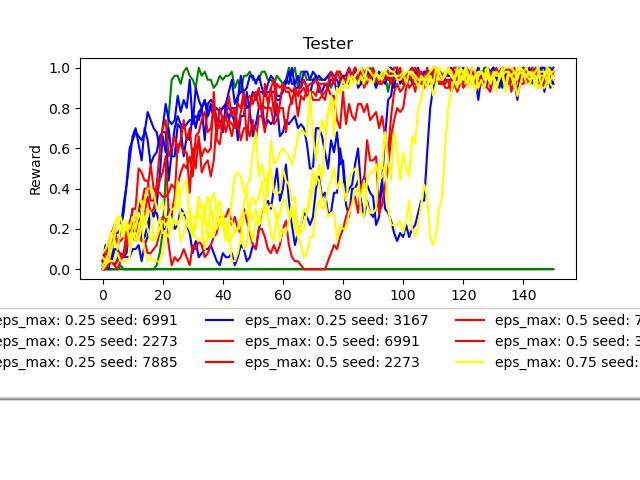 Tester
Reward
1.0
0.8
0.6
0.4
0.2
0.0
0 20 40 60 80 100 120 140
eps_max: 0.25 seed: 6991 eps_max: 0.25 seed: 3167 eps_max: 0.5 seed: 7
eps_max: 0.25 seed: 2273 eps_max: 0.5 seed: 6991 eps_max: 0.5 seed: 3
eps_max: 0.25 seed: 7885 eps_max: 0.5 seed: 2273 eps_max: 0.75 seed: